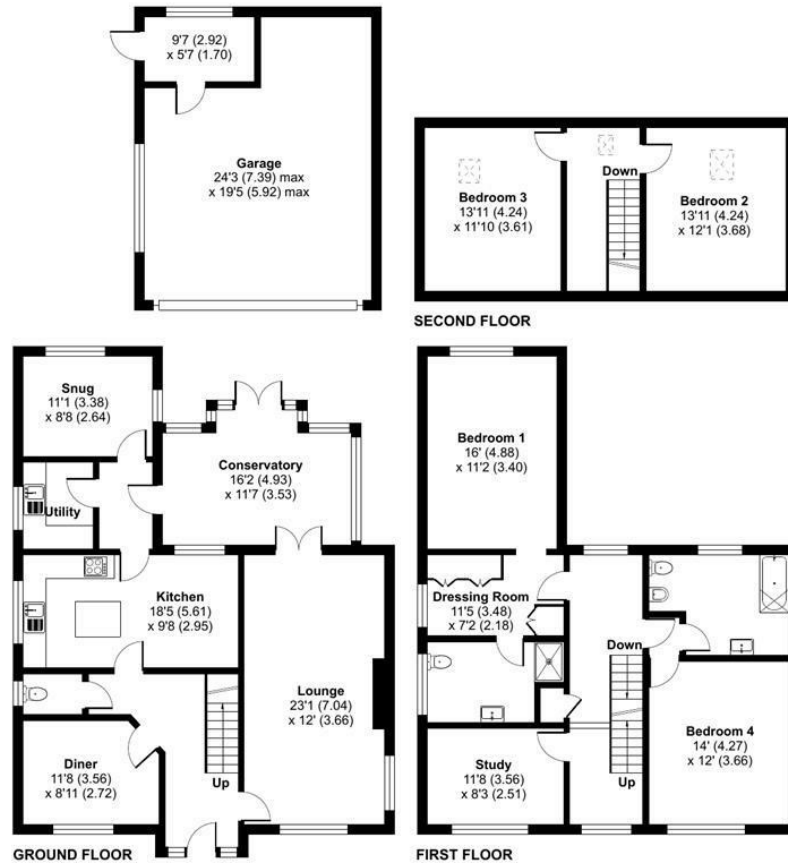 9'7 (2.92)
x 5'7 (1.70)
Garage
24'3 (7.39) max
x 19'5 (5.92) max
Bedroom 3
13'11 (4.24)
x 11'10 (3.61)
Down
Bedroom 2
13'11 (4.24)
x 12'1 (3.68)
SECOND FLOOR
Snug
11'1 (3.38)
x 8'8 (2.64)
Utility
Conservatory
16'2 (4.93)
x 11'7 (3.53)
Kitchen
18'5 (5.61)
x 9'8 (2.95)
Lounge
23'1 (7.04)
x 12' (3.66)
Diner
11'8 (3.56)
x 8'11 (2.72)
Up
GROUND FLOOR
Bedroom 1
16' (4.88)
x 11'2 (3.40)
Dressing Room
11'5 (3.48)
x 7'2 (2.18)
Down
Bedroom 4
14' (4.27)
x 12' (3.66)
Study
11'8 (3.56)
x 8'3 (2.51)
Up
FIRST FLOOR